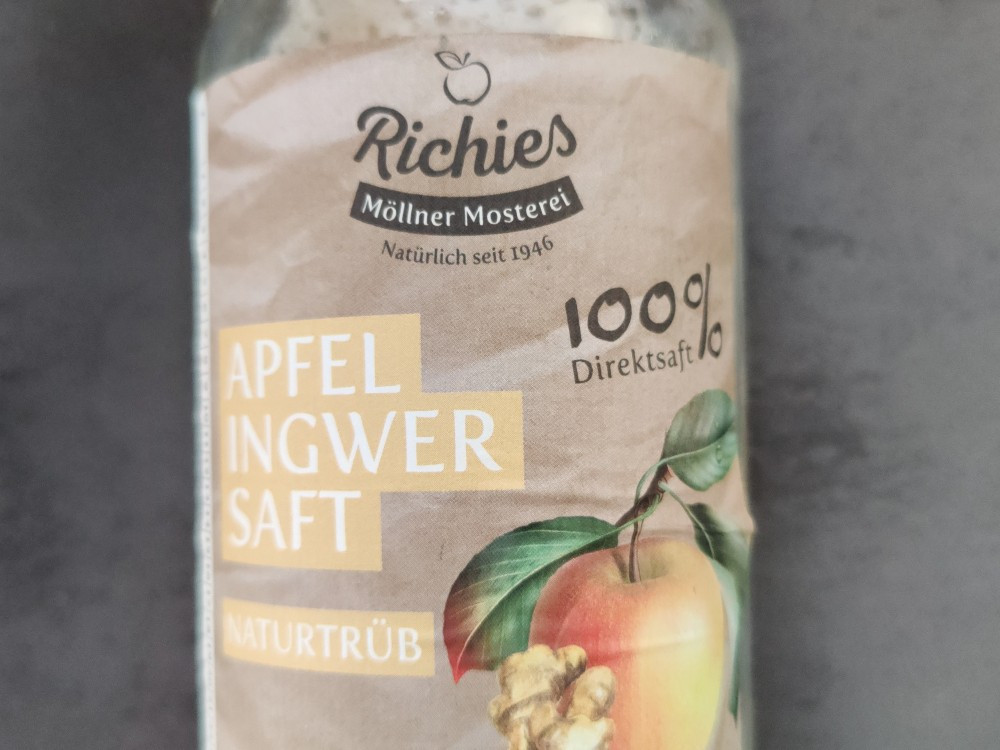 Richies
Möllner Mosterei
Natürlich seit 1946
100%
Direktsaft
APFEL
INGWER
SAFT
NATURTRÜB